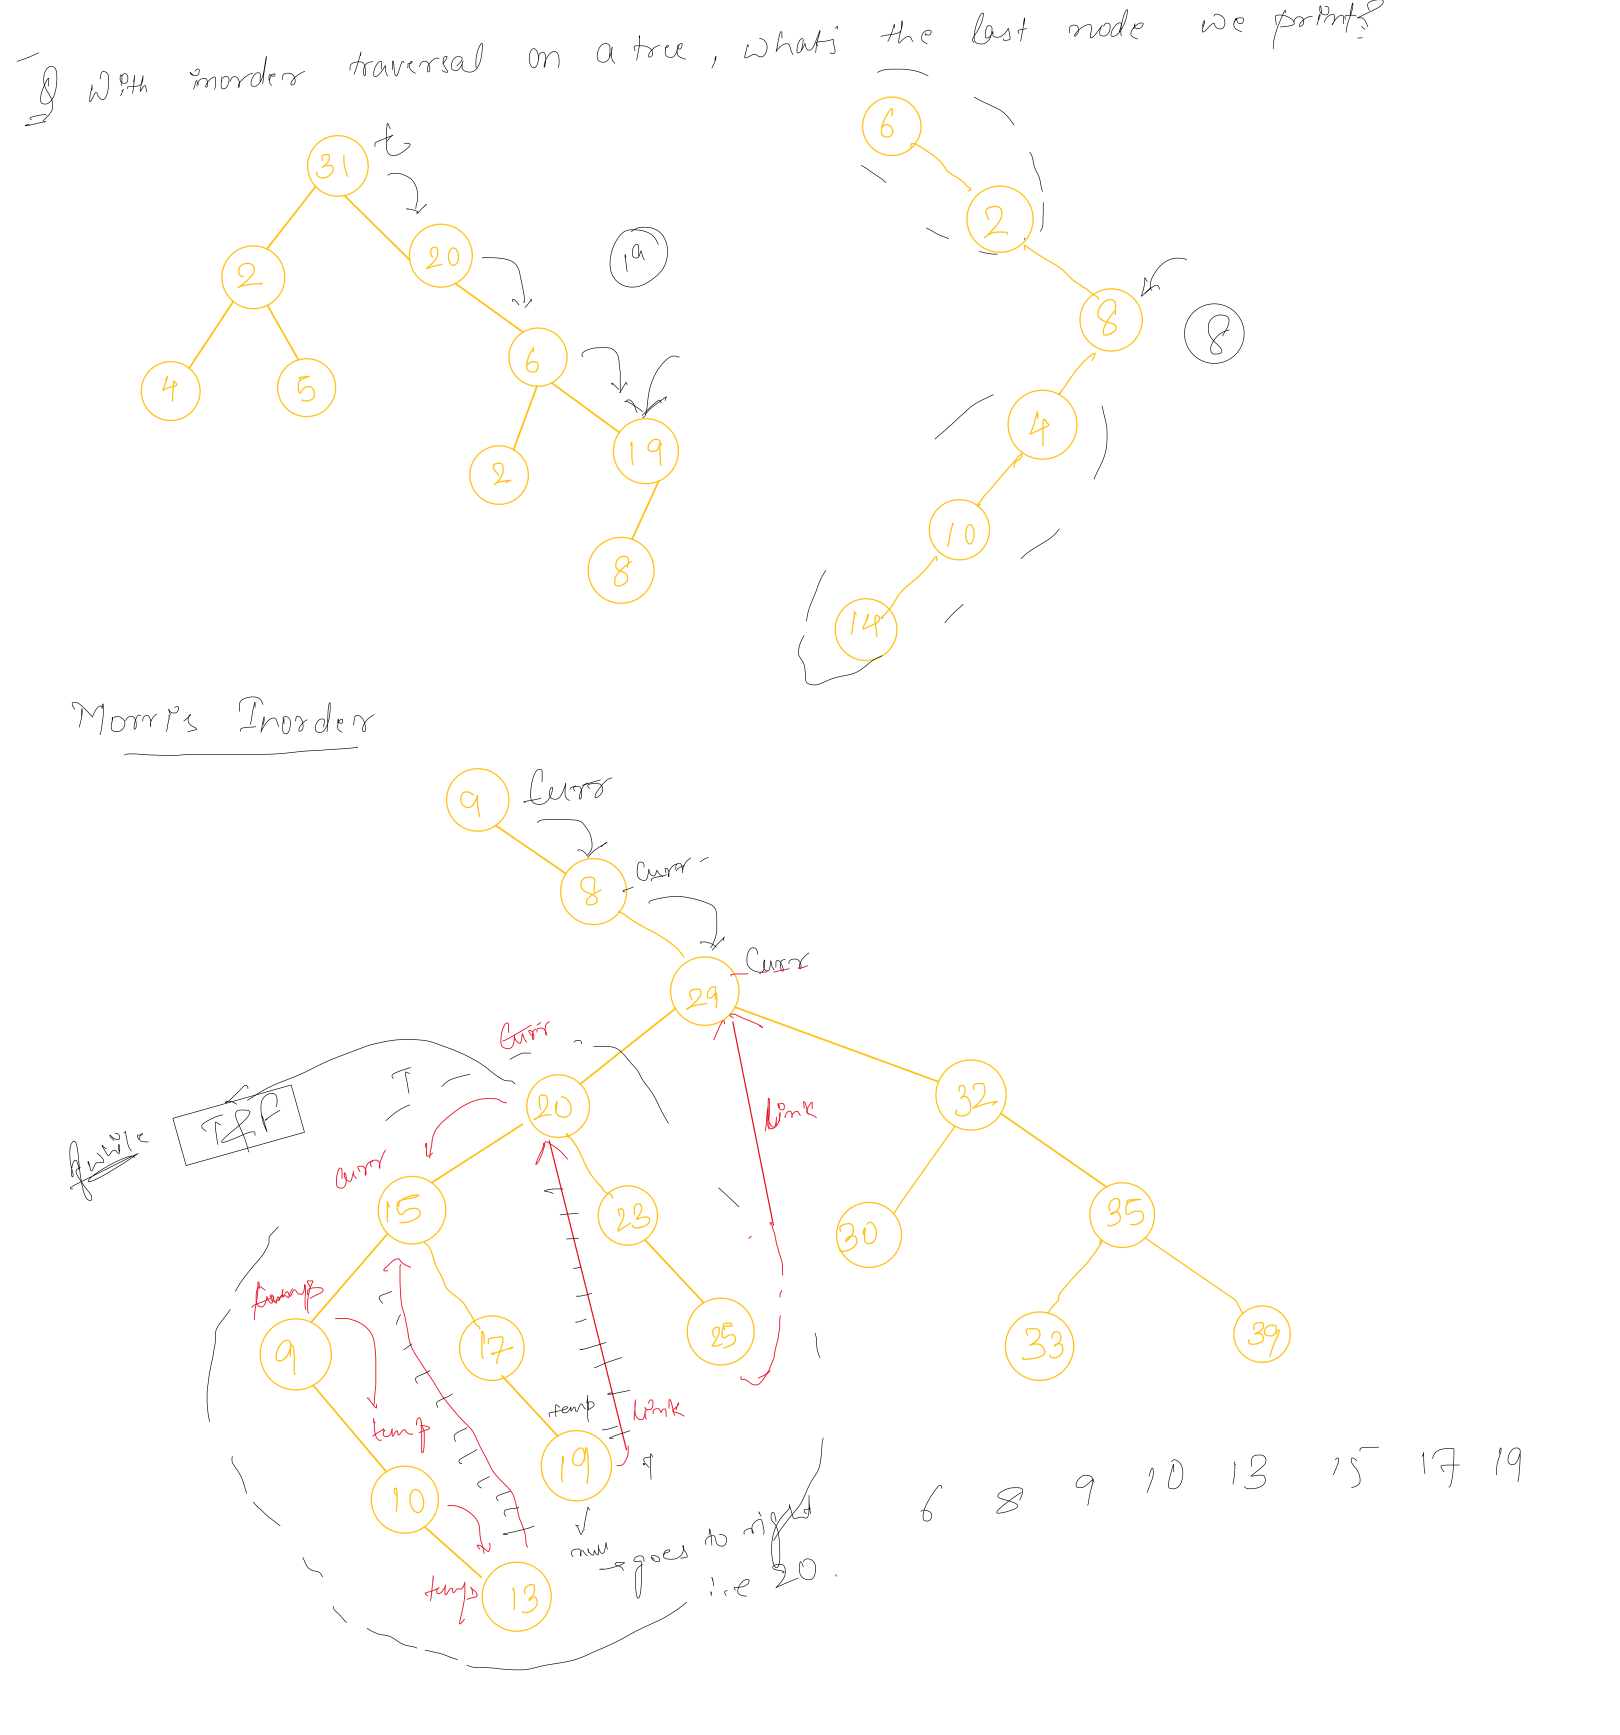 Q With inorder traversal on a tree, what's the last node we print?
31 t
20
2
19
6
4
5
2
19
8
6
2
8
8
4
10
14
Morris Inorder
9 Curr
8 Curr
29 Curr
Curr
I
20
link
32
curr
15
23
30
35
temp
9
17
25
33
39
temp
temp
link
10
19
null
→ goes to right
i.e 20.
temp
13
6 8 9 10 13 15 17 19